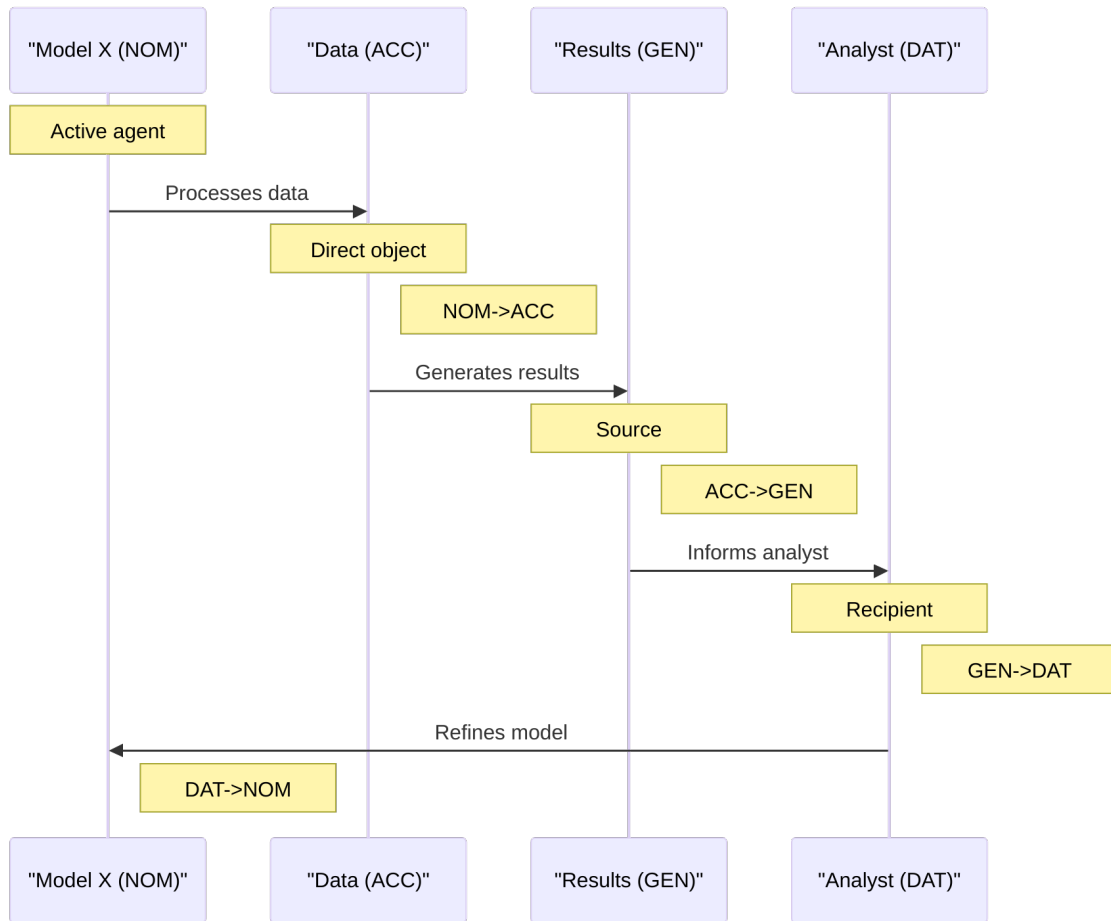 "Model X (NOM)"
"Data (ACC)"
"Results (GEN)"
"Analyst (DAT)"
Active agent
Processes data
Direct object
NOM->ACC
Generates results
Source
ACC->GEN
Informs analyst
Recipient
GEN->DAT
Refines model
DAT->NOM
"Model X (NOM)"
"Data (ACC)"
"Results (GEN)"
"Analyst (DAT)"